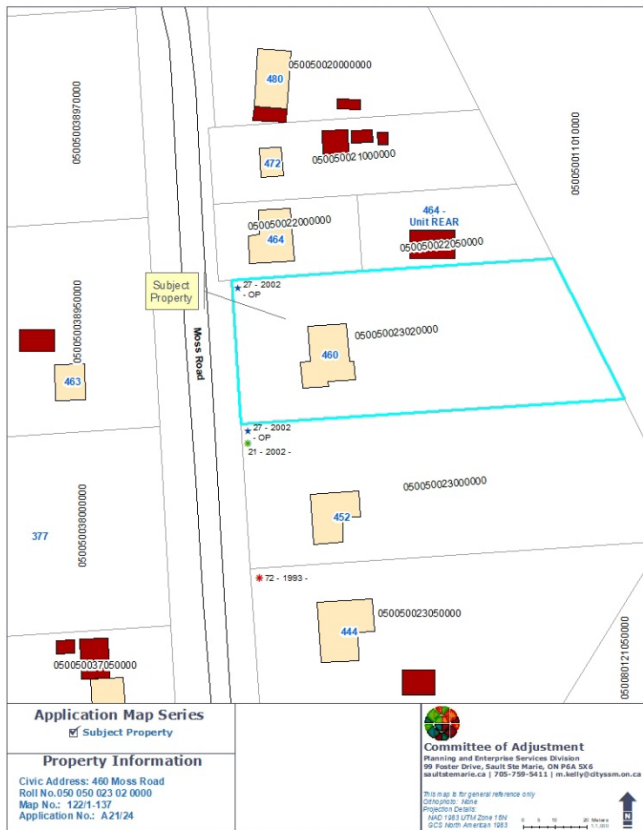 480
050050020000000
050050038970000
472
050050021000000
050050011010000
464
050050022000000
464 -
Unit REAR
050050022050000
Subject
Property
27 - 2002
- OP
Moss Road
460
050050023020000
050050038950000
463
27 - 2002
- OP
21 - 2002 -
452
050050023000000
377
050050038000000
72 - 1993 -
444
050050023050000
050080121050000
050050037050000
Application Map Series
Subject Property
Property Information
Civic Address: 460 Moss Road
Roll No.050 050 023 02 0000
Map No.: 122/1-137
Application No.: A21/24
Committee of Adjustment
Planning and Enterprise Services Division
99 Foster Drive, Sault Ste Marie, ON P6A 5X6
saultstemarie.ca | 705-759-5411 | m.kelly@cityssm.on.ca
This map is for general reference only
Orthophoto: None
Projection Details:
NAD 1983 UTM Zone 16N
GCS North American 1983
N